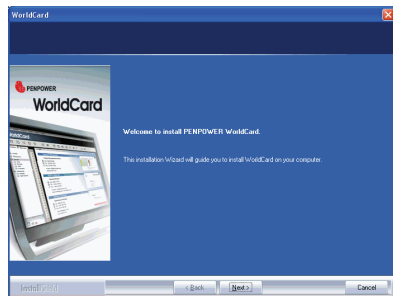 WorldCard
PENPOWER
WorldCard
Welcome to install PENPOWER WorldCard.
This installation Wizard will guide you to install WorldCard on your computer.
InstallShield
< Back
Next >
Cancel